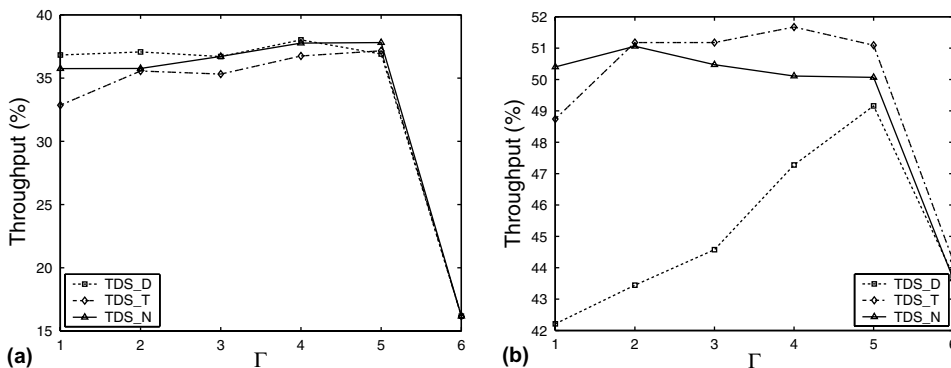 40
35
30
25
20
15
Throughput (%)
TDS_D
TDS_T
TDS_N
1 2 3 4 5 6
(a)
Γ
52
51
50
49
48
47
46
45
44
43
42
Throughput (%)
TDS_D
TDS_T
TDS_N
1 2 3 4 5 6
(b)
Γ